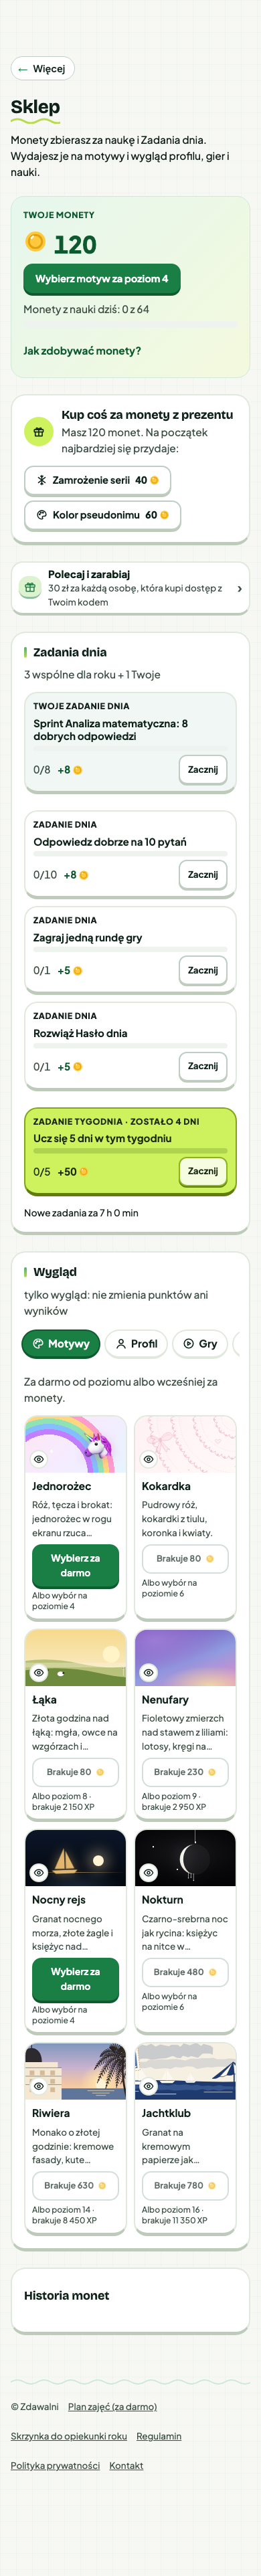 ← Więcej
Sklep
Monety zbierasz za naukę i Zadania dnia.
Wydajesz je na motywy i wygląd profilu, gier i
nauki.
TWOJE MONETY
120
Wybierz motyw za poziom 4
Monety z nauki dziś: 0 z 64
Jak zdobywać monety?
Kup coś za monety z prezentu
Masz 120 monet. Na początek
najbardziej się przydaje:
Zamrożenie serii 40
Kolor pseudonimu 60
Polecaj i zarabiaj
30 zł za każdą osobę, która kupi dostęp z
Twoim kodem
›
Zadania dnia
3 wspólne dla roku + 1 Twoje
TWOJE ZADANIE DNIA
Sprint Analiza matematyczna: 8
dobrych odpowiedzi
0/8 +8 Zacznij
ZADANIE DNIA
Odpowiedz dobrze na 10 pytań
0/10 +8 Zacznij
ZADANIE DNIA
Zagraj jedną rundę gry
0/1 +5 Zacznij
ZADANIE DNIA
Rozwiąż Hasło dnia
0/1 +5 Zacznij
ZADANIE TYGODNIA · ZOSTAŁO 4 DNI
Ucz się 5 dni w tym tygodniu
0/5 +50 Zacznij
Nowe zadania za 7 h 0 min
Wygląd
tylko wygląd: nie zmienia punktów ani
wyników
Motywy Profil Gry
Za darmo od poziomu albo wcześniej za
monety.
Jednorożec
Róż, tęcza i brokat:
jednorożec w rogu
ekranu rzuca…
Wybierz za
darmo
Albo wybór na
poziomie 4
Kokardka
Pudrowy róż,
kokardki z tiulu,
koronka i kwiaty.
Brakuje 80
Albo wybór na
poziomie 6
Łąka
Złota godzina nad
łąką: mgła, owce na
wzgórzach i…
Brakuje 80
Albo poziom 8 ·
brakuje 2 150 XP
Nenufary
Fioletowy zmierzch
nad stawem z liliami:
lotosy, kręgi na…
Brakuje 230
Albo poziom 9 ·
brakuje 2 950 XP
Nocny rejs
Granat nocnego
morza, złote żagle i
księżyc nad…
Wybierz za
darmo
Albo wybór na
poziomie 4
Nokturn
Czarno-srebrna noc
jak rycina: księżyc
na nitce w…
Brakuje 480
Albo wybór na
poziomie 6
Riwiera
Monako o złotej
godzinie: kremowe
fasady, kute…
Brakuje 630
Albo poziom 14 ·
brakuje 8 450 XP
Jachtklub
Granat na
kremowym
papierze jak…
Brakuje 780
Albo poziom 16 ·
brakuje 11 350 XP
Historia monet
© Zdawalni Plan zajęć (za darmo)
Skrzynka do opiekunki roku Regulamin
Polityka prywatności Kontakt